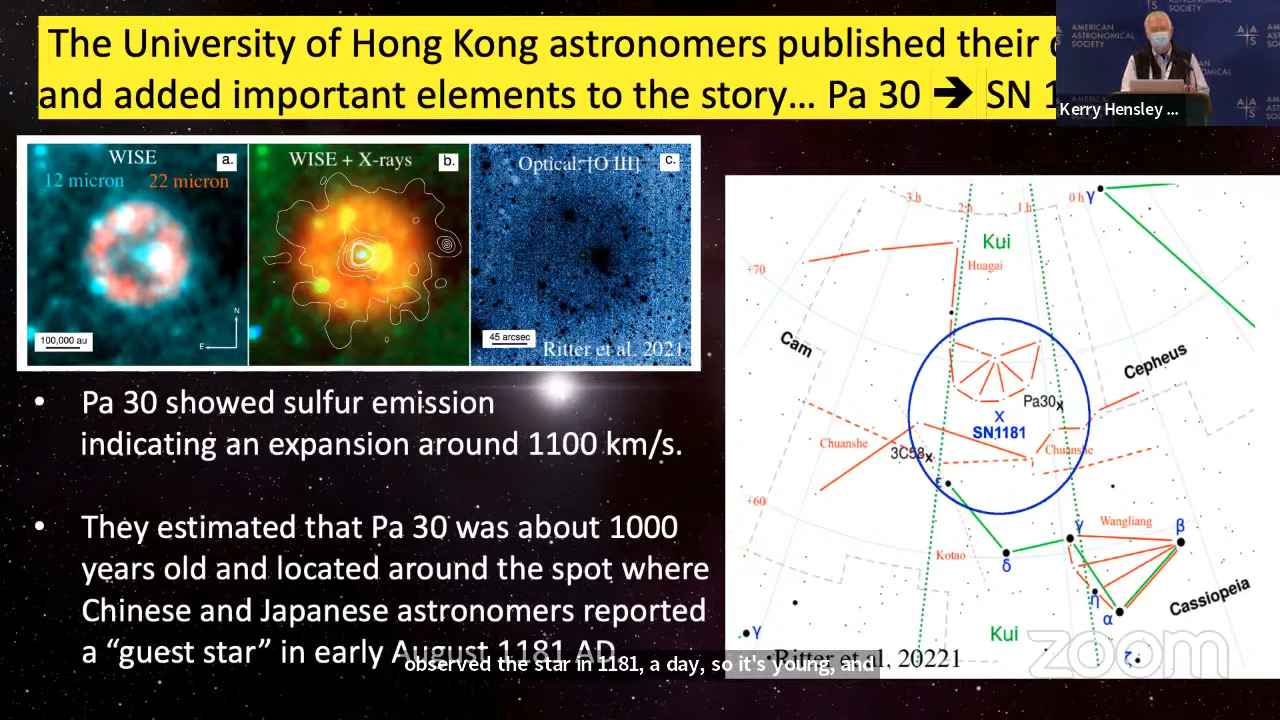 The University of Hong Kong astronomers published their
and added important elements to the story... Pa 30 ➔ SN 1
AMERICAN
ASTRONOMICAL
SOCIETY
Kerry Hensley ...
WISE
a.
12 micron 22 micron
100,000 au
N
E
WISE + X-rays
b.
Optical: [O III]
c.
45 arcsec
Ritter et al. 2021
• Pa 30 showed sulfur emission
indicating an expansion around 1100 km/s.
• They estimated that Pa 30 was about 1000
years old and located around the spot where
Chinese and Japanese astronomers reported
a “guest star” in early August 1181 AD
3 h
2 h
1 h
0 h
γ
Kui
Huagai
+70
Cam
Cepheus
Pa30x
X
SN1181
Chuanshe
3C58x
Chuanshe
ε
+60
γ
Wangliang
β
Kotao
δ
η
α
Cassiopeia
Kui
γ
ζ
•Ritter et al, 20221
zoom
observed the star in 1181, a day, so it's young, and